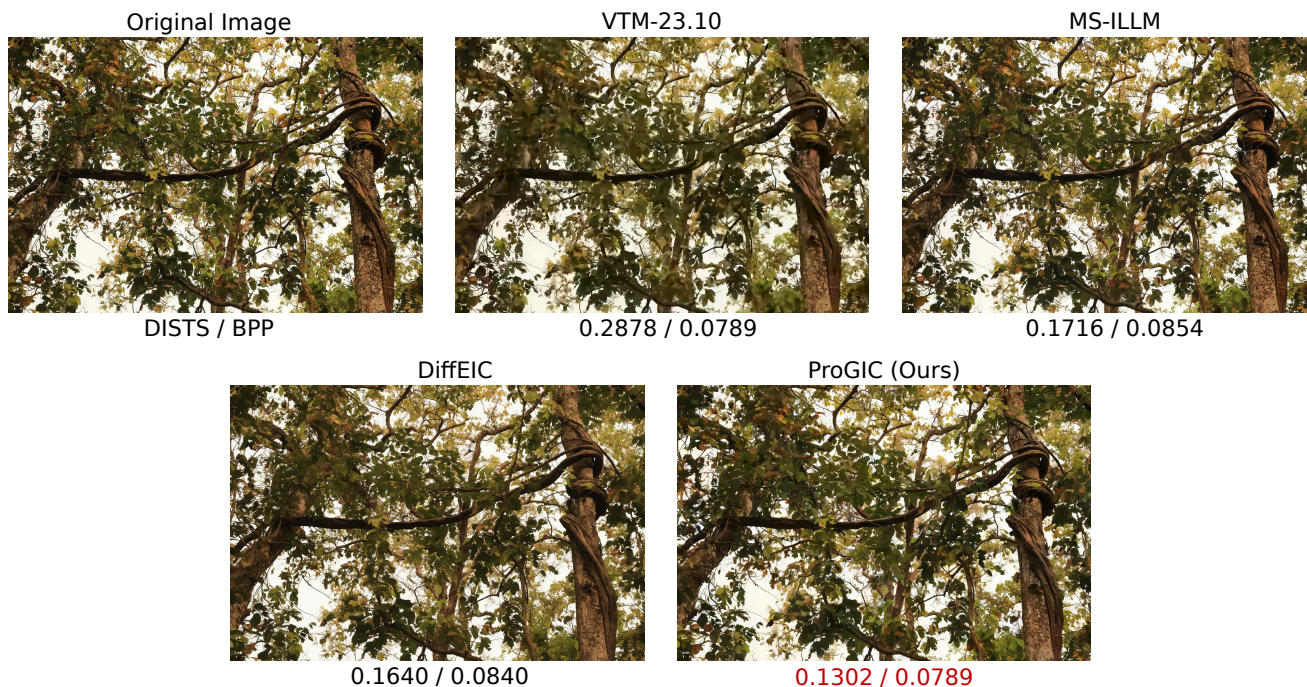 Original Image
VTM-23.10
MS-ILLM
DISTS / BPP
0.2878 / 0.0789
0.1716 / 0.0854
DiffEIC
ProGIC (Ours)
0.1640 / 0.0840
0.1302 / 0.0789